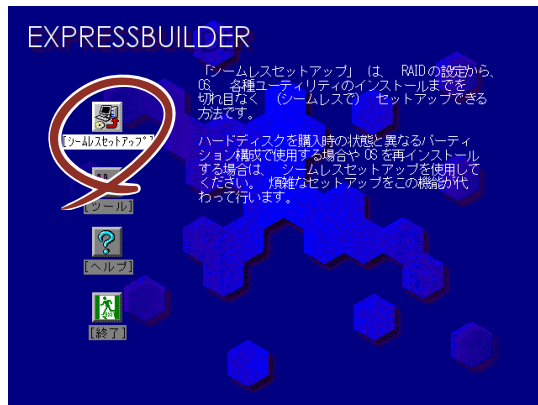 EXPRESSBUILDER
「シームレスセットアップ」 は、 RAIDの設定から、
OS、 各種ユーティリティのインストールまでを
切れ目なく （シームレスで） セットアップできる
方法です。
ハードディスクを購入時の状態と異なるパーティ
ション構成で使用する場合や OS を再インストール
する場合は、 シームレスセットアップを使用して
ください。 煩雑なセットアップをこの機能が代
わって行います。
[シームレスセットアップ]
[ツール]
[ヘルプ]
[終了]